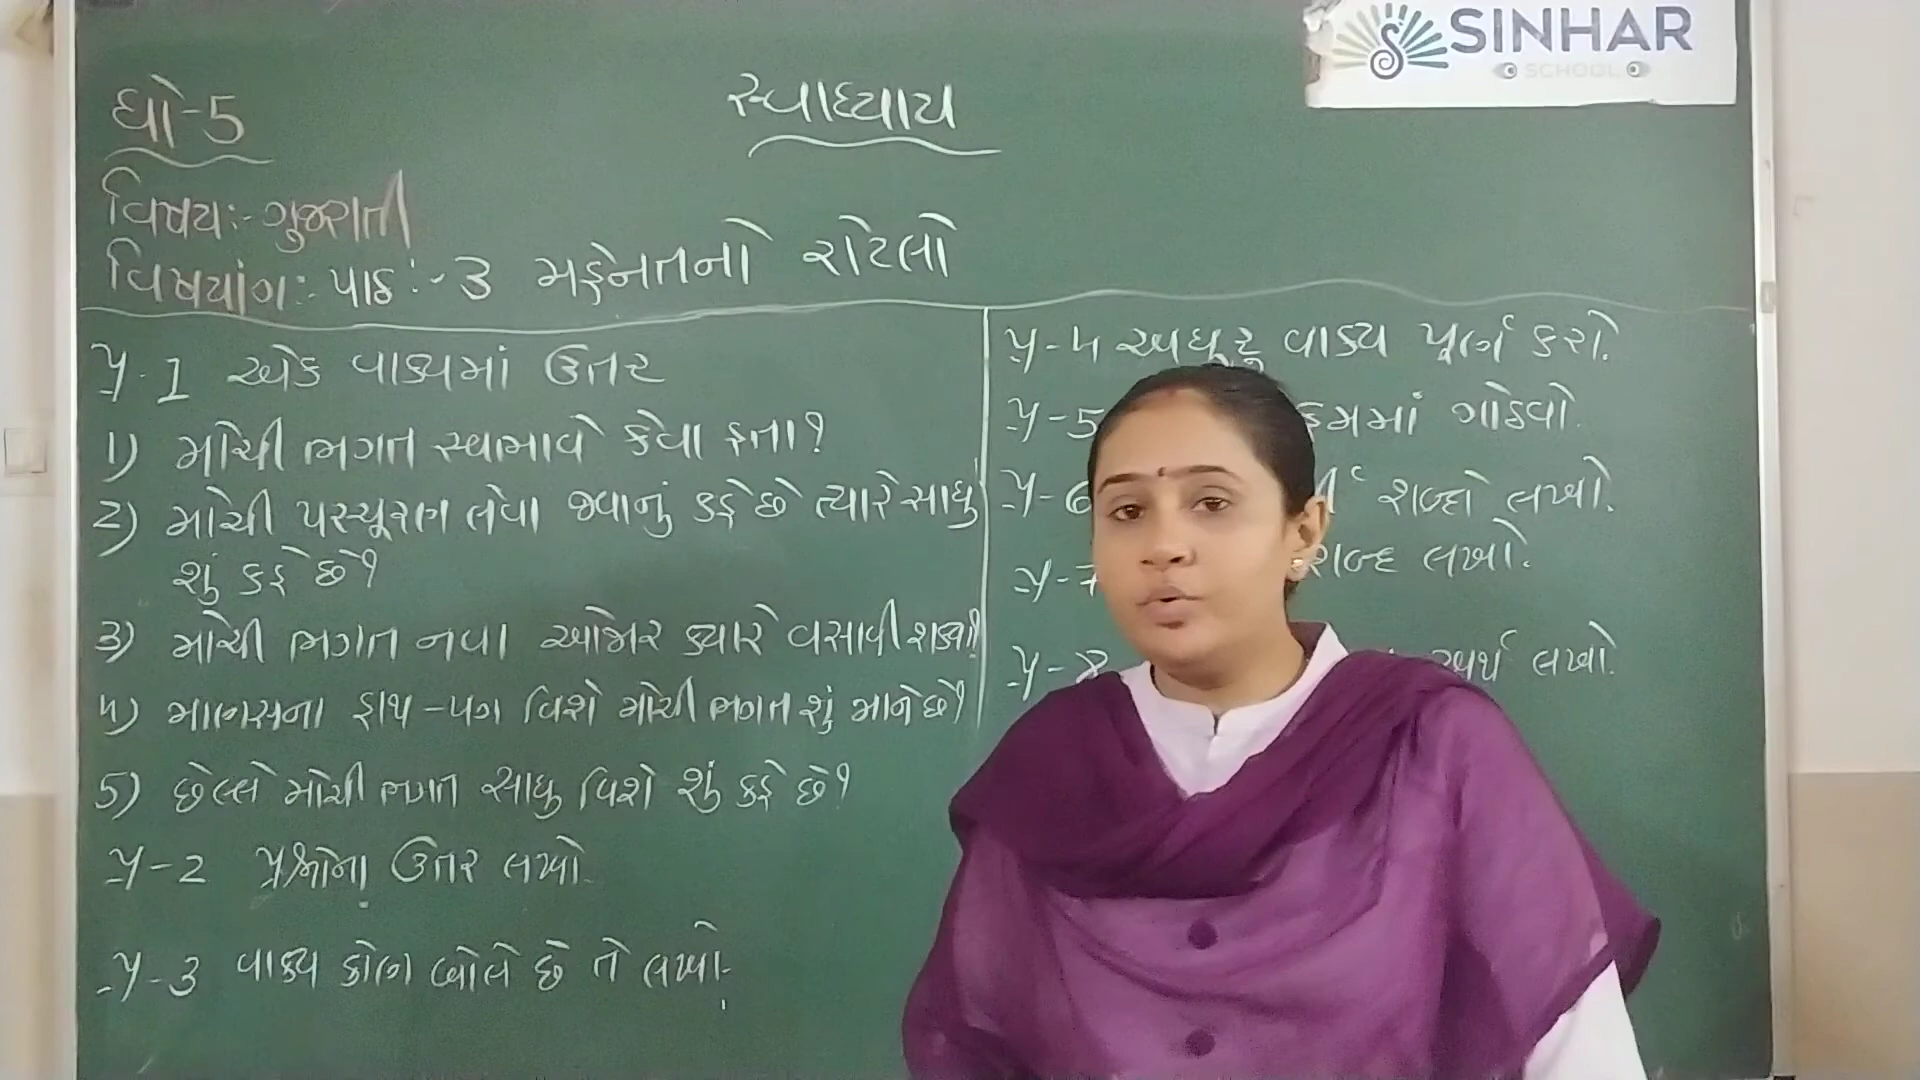 SINHAR
SCHOOL
ધો-5
સ્વાધ્યાય
વિષયઃ- ગુજરાતી
વિષયાંગઃ- પાઠઃ-3 મહેનતનો રોટલો
પ્ર-1 એક વાક્યમાં ઉત્તર
1) મોચી ભગત સ્વભાવે કેવા હતા?
2) મોચી પસ્ચૂરણ લેવા જવાનું કહે છે ત્યારે સાધુ
શું કહે છે?
3) મોચી ભગત નવા ઓજાર ક્યારે વસાવી શક્યા?
4) માણસના હાથ-પગ વિશે મોચી ભગત શું માને છે?
5) છેલ્લે મોચી ભગત સાધુ વિશે શું કહે છે?
પ્ર-2 પ્રશ્નોના ઉત્તર લખો.
પ્ર-3 વાક્ય કોણ બોલે છે તે લખો.
પ્ર-4 અધૂરુ વાક્ય પૂર્ણ કરો.
પ્ર-5 ક્રમમાં ગોઠવો.
પ્ર-6 શબ્દો લખો.
પ્ર-7 શબ્દ લખો.
પ્ર-8 અર્થ લખો.